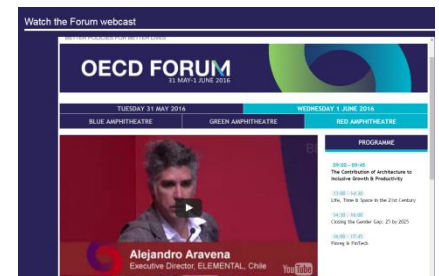 Watch the Forum webcast
BETTER POLICIES FOR BETTER LIVES
OECD FORUM
31 MAY-1 JUNE 2016
TUESDAY 31 MAY 2016
WEDNESDAY 1 JUNE 2016
BLUE AMPHITHEATRE
GREEN AMPHITHEATRE
RED AMPHITHEATRE
Alejandro Aravena
Executive Director, ELEMENTAL, Chile
YouTube
PROGRAMME
09:00 - 09:45
The Contribution of Architecture to
Inclusive Growth & Productivity
13:00 - 14:30
Life, Time & Space in the 21st Century
14:30 - 16:00
Closing the Gender Gap: 25 by 2025
16:00 - 17:45
Finteg & FinTech